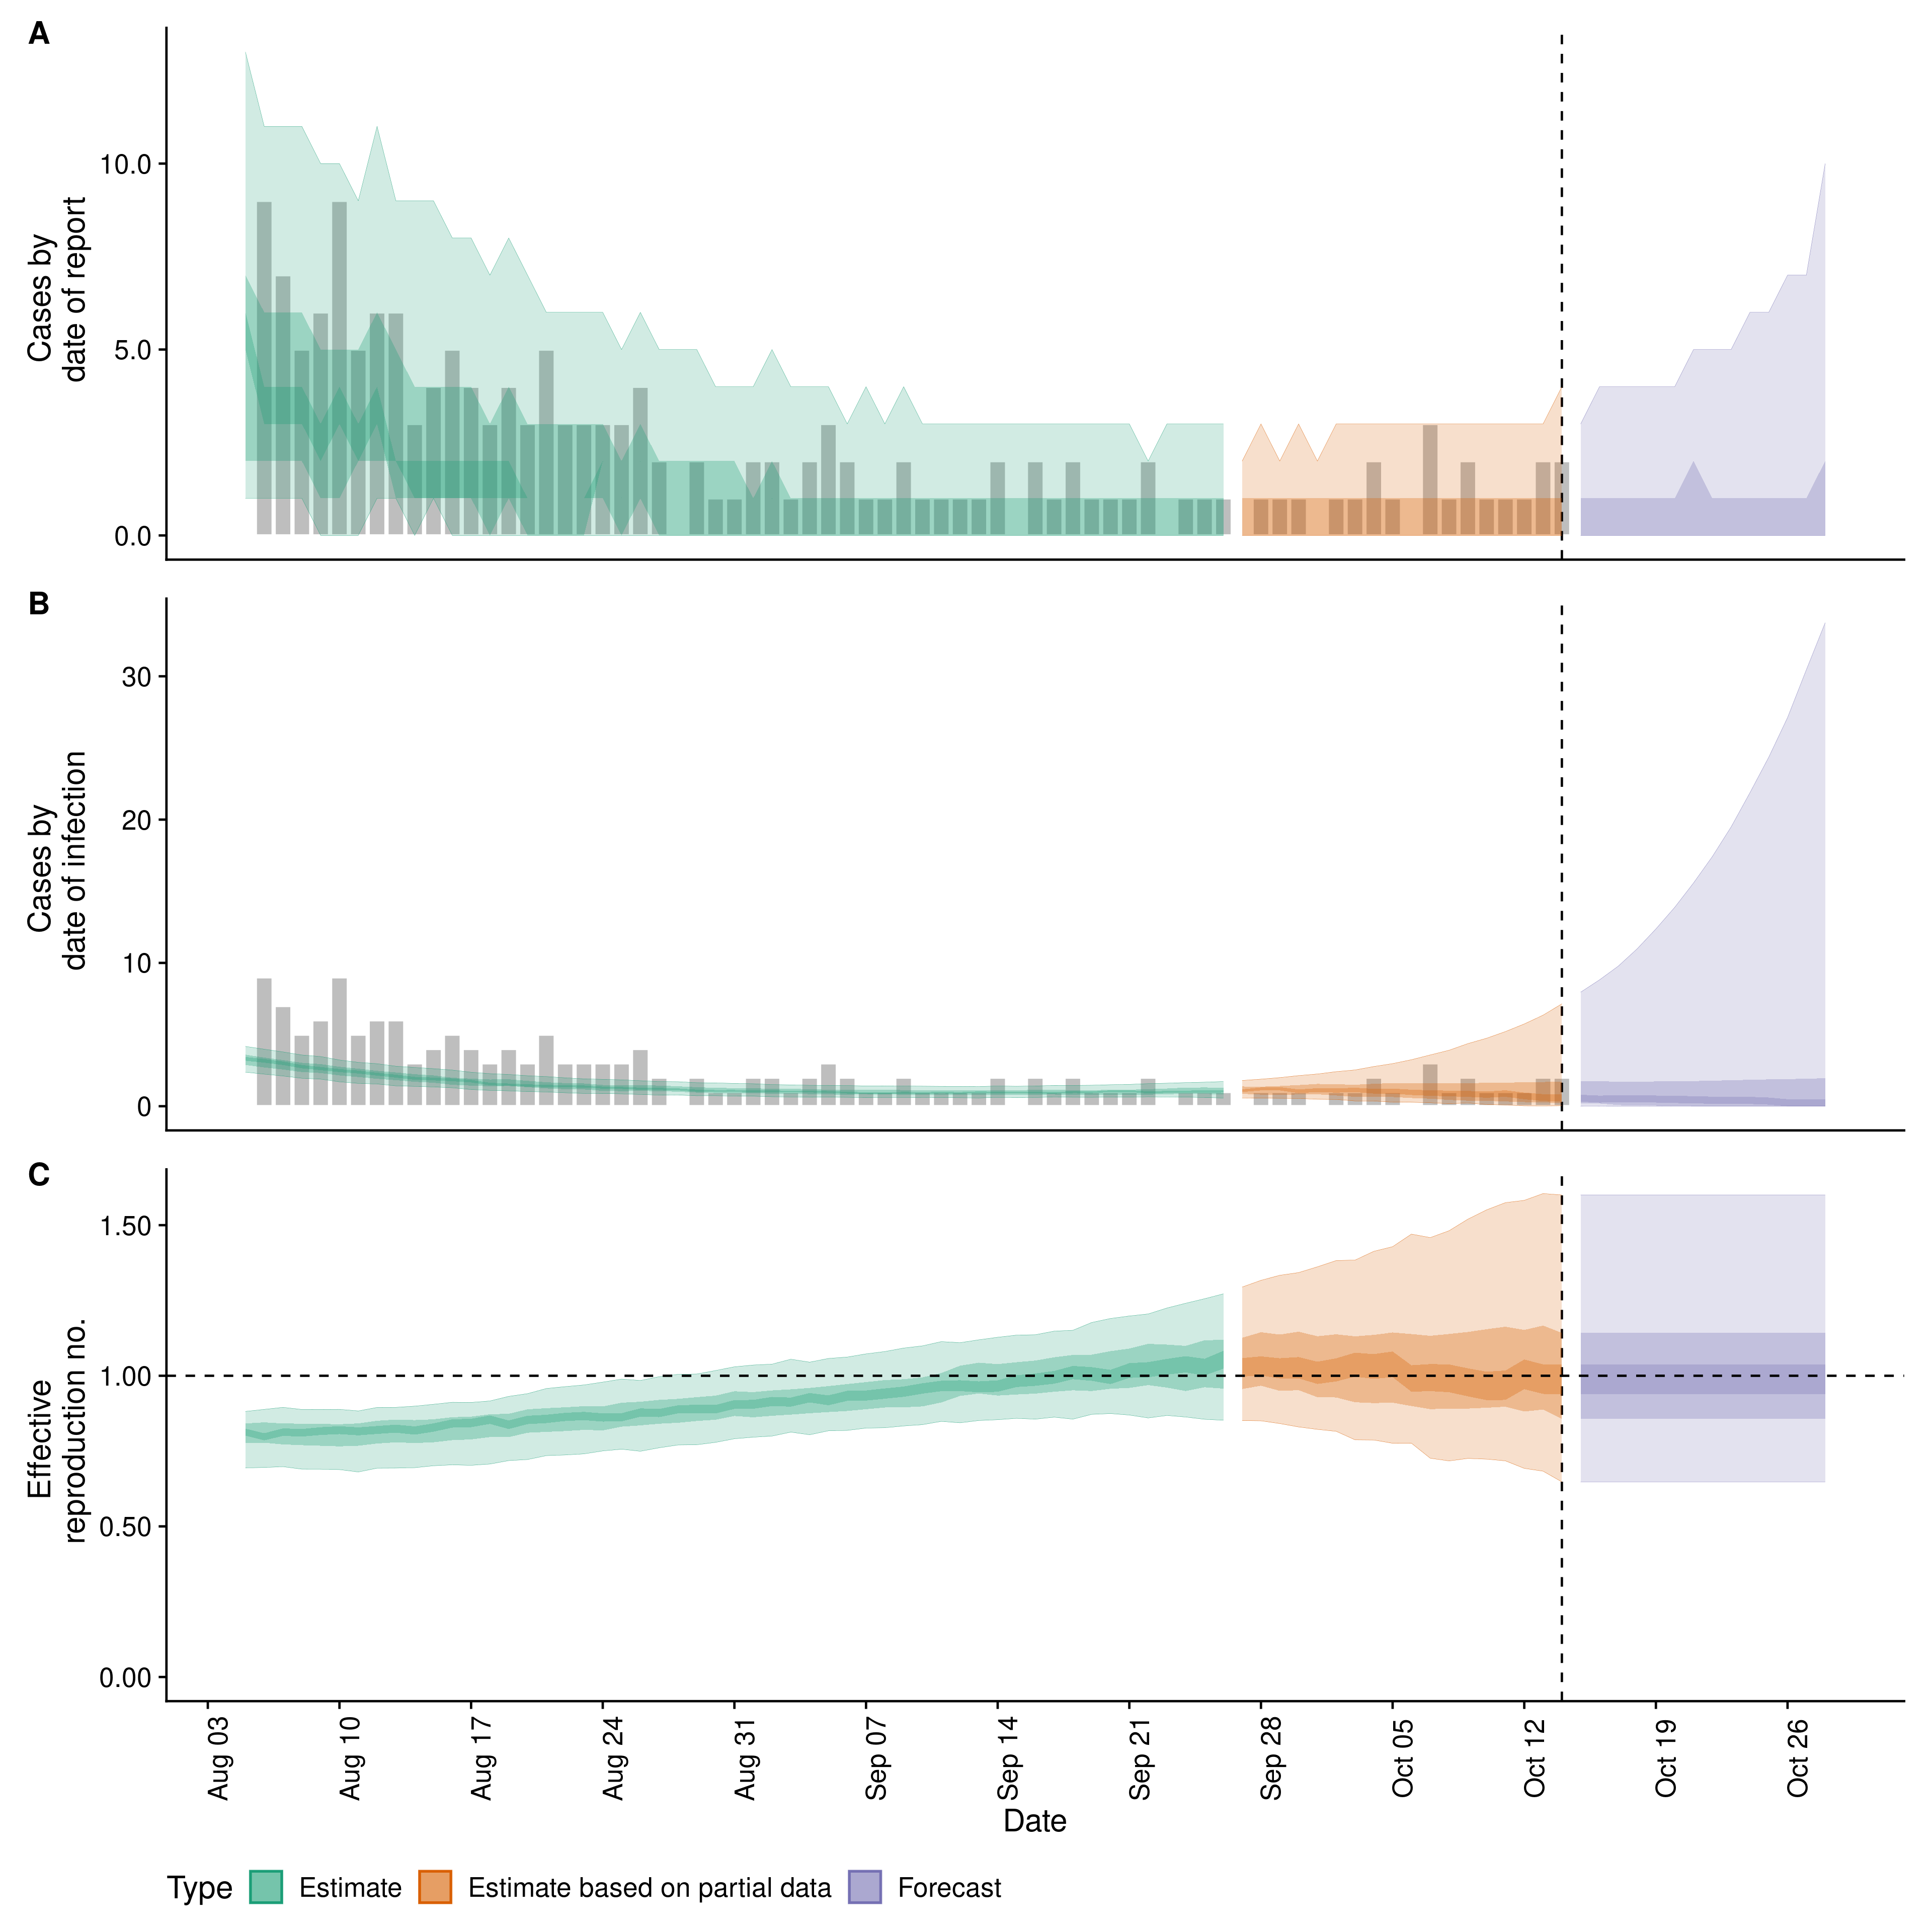 A
Cases by
date of report
10.0
5.0
0.0
B
Cases by
date of infection
30
20
10
0
C
Effective
reproduction no.
1.50
1.00
0.50
0.00
Aug 03
Aug 10
Aug 17
Aug 24
Aug 31
Sep 07
Sep 14
Sep 21
Sep 28
Oct 05
Oct 12
Oct 19
Oct 26
Date
Type Estimate Estimate based on partial data Forecast